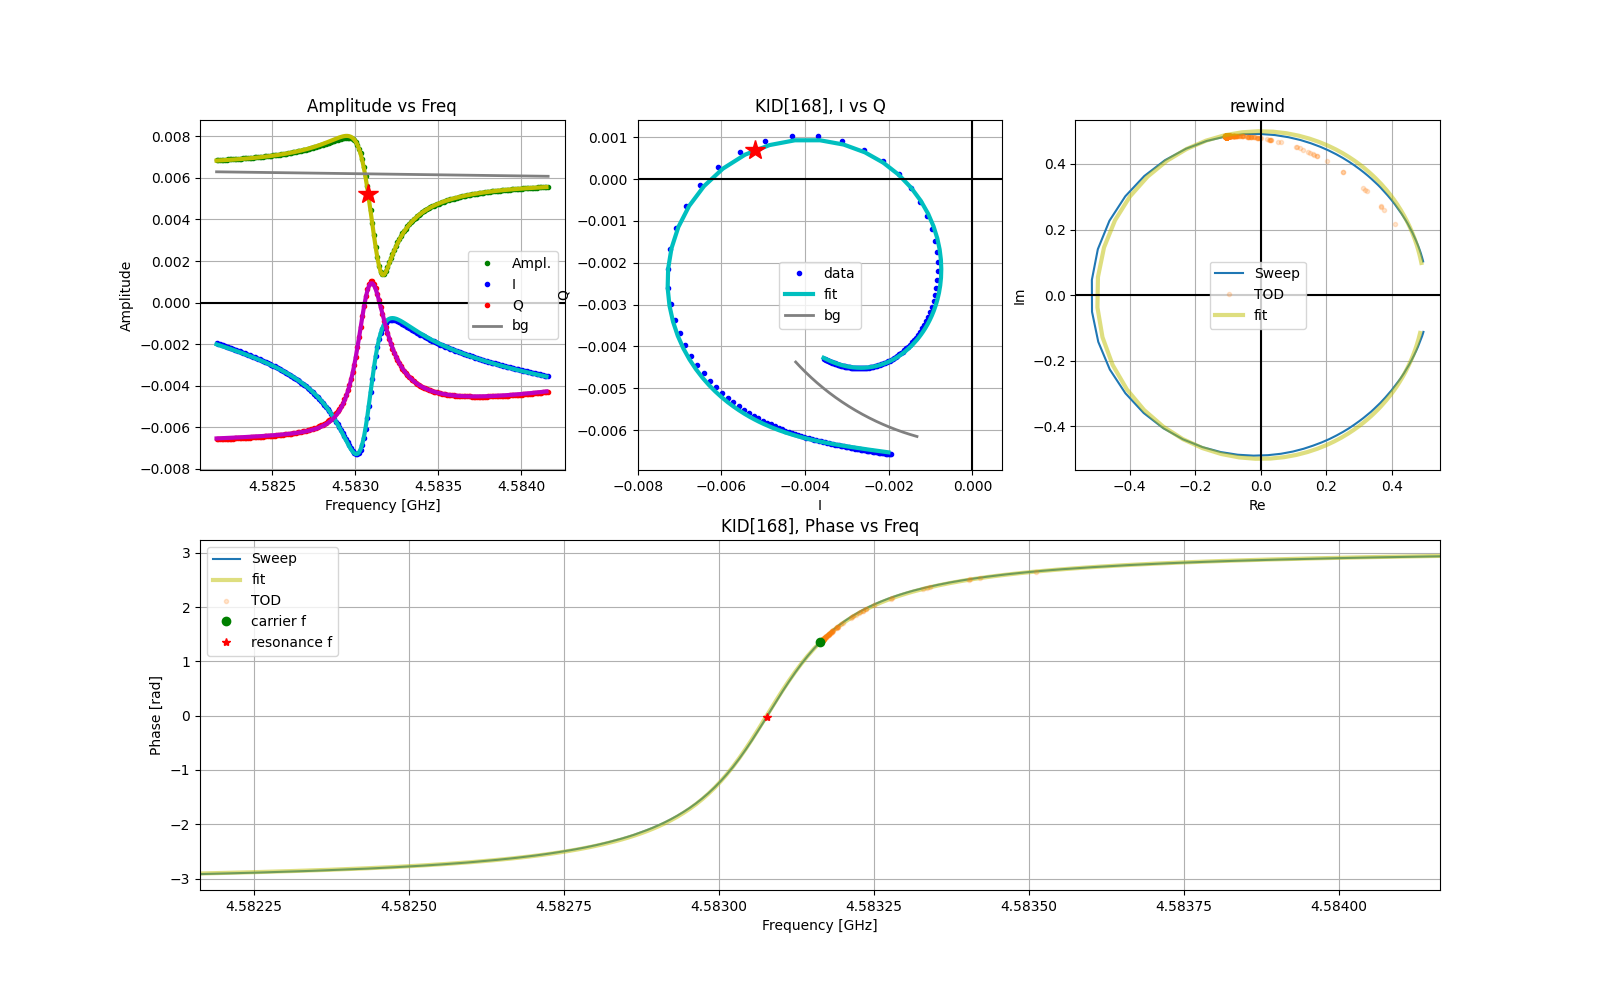 Amplitude vs Freq
0.008
0.006
0.004
0.002
0.000
−0.002
−0.004
−0.006
−0.008
Amplitude
Ampl.
I
Q
bg
4.5825
4.5830
4.5835
4.5840
Frequency [GHz]
KID[168], I vs Q
0.001
0.000
−0.001
−0.002
−0.003
−0.004
−0.005
−0.006
Q
data
fit
bg
−0.008
−0.006
−0.004
−0.002
0.000
I
rewind
0.4
0.2
0.0
−0.2
−0.4
Im
Sweep
TOD
fit
−0.4
−0.2
0.0
0.2
0.4
Re
KID[168], Phase vs Freq
3
2
1
0
−1
−2
−3
Phase [rad]
Sweep
fit
TOD
carrier f
resonance f
4.58225
4.58250
4.58275
4.58300
4.58325
4.58350
4.58375
4.58400
Frequency [GHz]